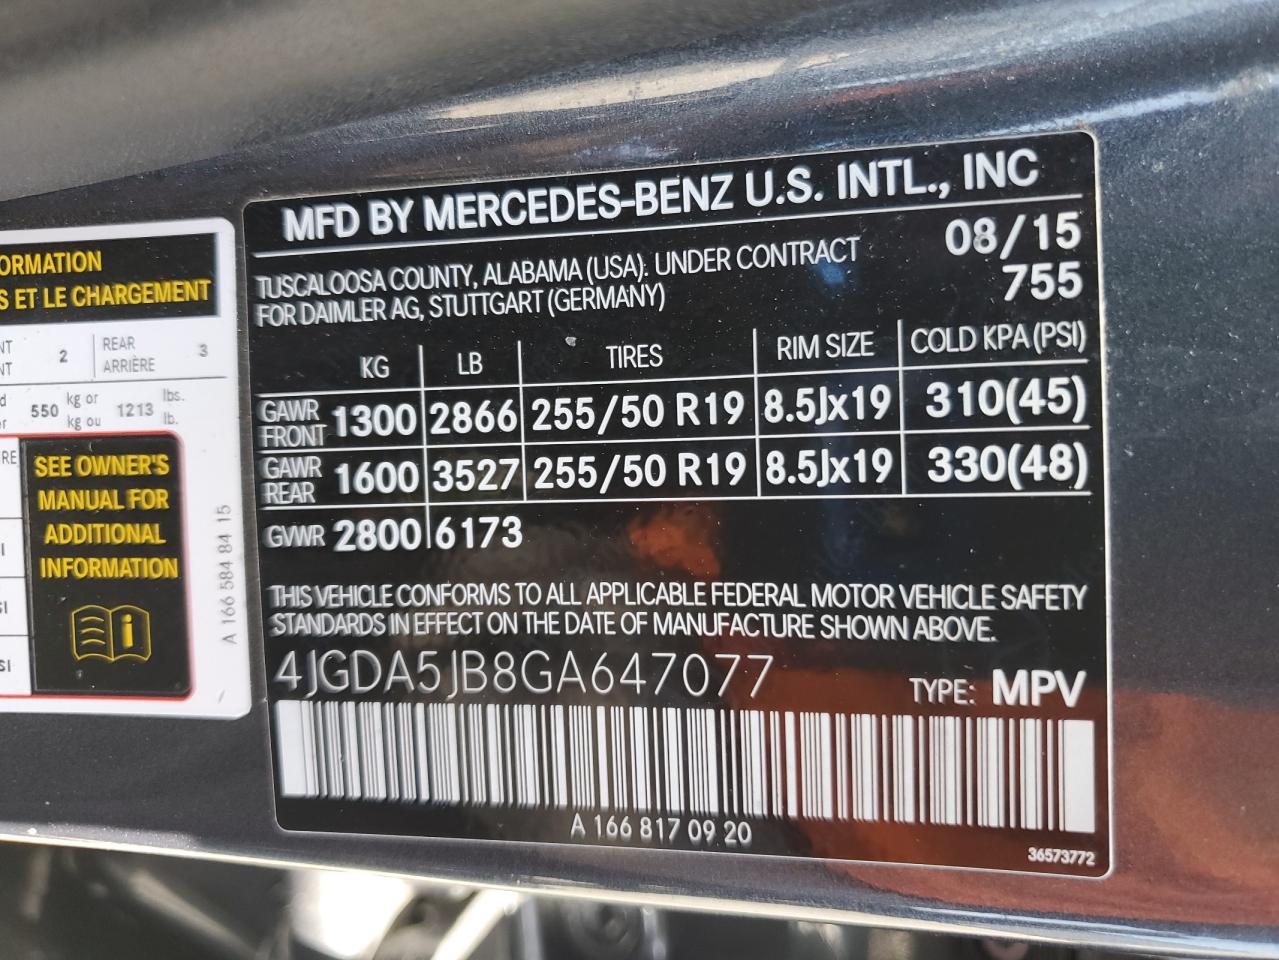 ORMATION
S ET LE CHARGEMENT
NT 2 REAR 3
NT ARRIÈRE
550 kg or 1213 lbs.
kg ou lb.
RE
SEE OWNER'S
MANUAL FOR
ADDITIONAL
INFORMATION
i
SI
SI
A 166 584 84 15
MFD BY MERCEDES-BENZ U.S. INTL., INC
08/15
TUSCALOOSA COUNTY, ALABAMA (USA). UNDER CONTRACT
755
FOR DAIMLER AG, STUTTGART (GERMANY)
KG LB TIRES RIM SIZE COLD KPA (PSI)
GAWR FRONT 1300 2866 255/50 R19 8.5Jx19 310(45)
GAWR REAR 1600 3527 255/50 R19 8.5Jx19 330(48)
GVWR 2800 6173
THIS VEHICLE CONFORMS TO ALL APPLICABLE FEDERAL MOTOR VEHICLE SAFETY
STANDARDS IN EFFECT ON THE DATE OF MANUFACTURE SHOWN ABOVE.
4JGDA5JB8GA647077 TYPE: MPV
A 166 817 09 20
36573772